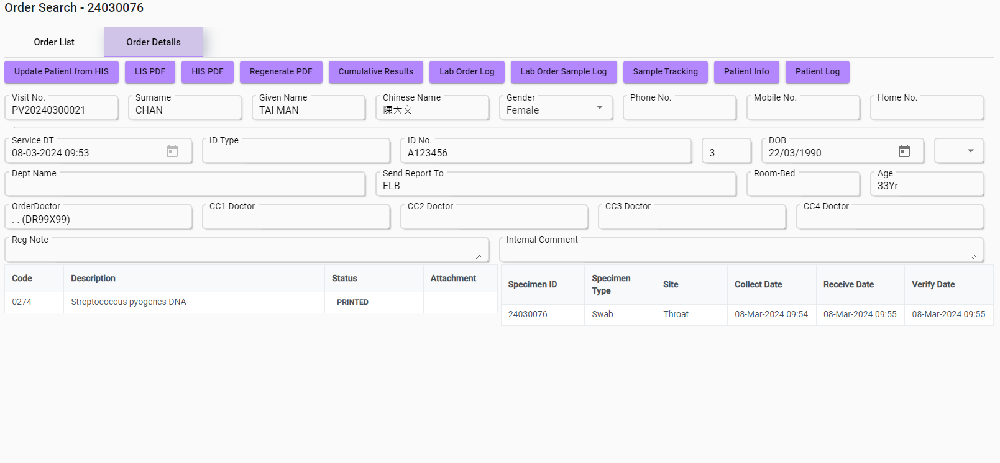 Order Search - 24030076
Order List Order Details
Update Patient from HIS LIS PDF HIS PDF Regenerate PDF Cumulative Results Lab Order Log Lab Order Sample Log Sample Tracking Patient Info Patient Log
Visit No. Surname Given Name Chinese Name Gender Phone No. Mobile No. Home No.
PV20240300021 CHAN TAI MAN 陳大文 Female
Service DT ID Type ID No. DOB
08-03-2024 09:53 A123456 3 22/03/1990
Dept Name Send Report To Room-Bed Age
ELB 33Yr
OrderDoctor CC1 Doctor CC2 Doctor CC3 Doctor CC4 Doctor
. . (DR99X99)
Reg Note Internal Comment
Code Description Status Attachment
0274 Streptococcus pyogenes DNA PRINTED
Specimen ID Specimen Type Site Collect Date Receive Date Verify Date
24030076 Swab Throat 08-Mar-2024 09:54 08-Mar-2024 09:55 08-Mar-2024 09:55